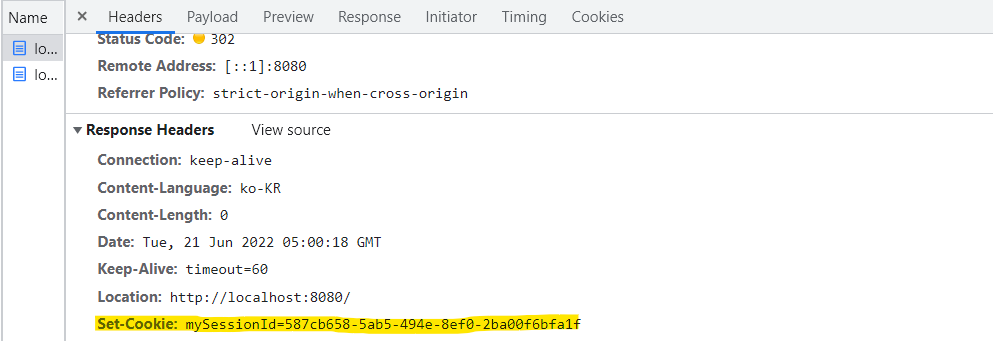 Name
Headers Payload Preview Response Initiator Timing Cookies
lo...
lo...
Status Code: 302
Remote Address: [::1]:8080
Referrer Policy: strict-origin-when-cross-origin
Response Headers View source
Connection: keep-alive
Content-Language: ko-KR
Content-Length: 0
Date: Tue, 21 Jun 2022 05:00:18 GMT
Keep-Alive: timeout=60
Location: http://localhost:8080/
Set-Cookie: mySessionId=587cb658-5ab5-494e-8ef0-2ba00f6bfa1f